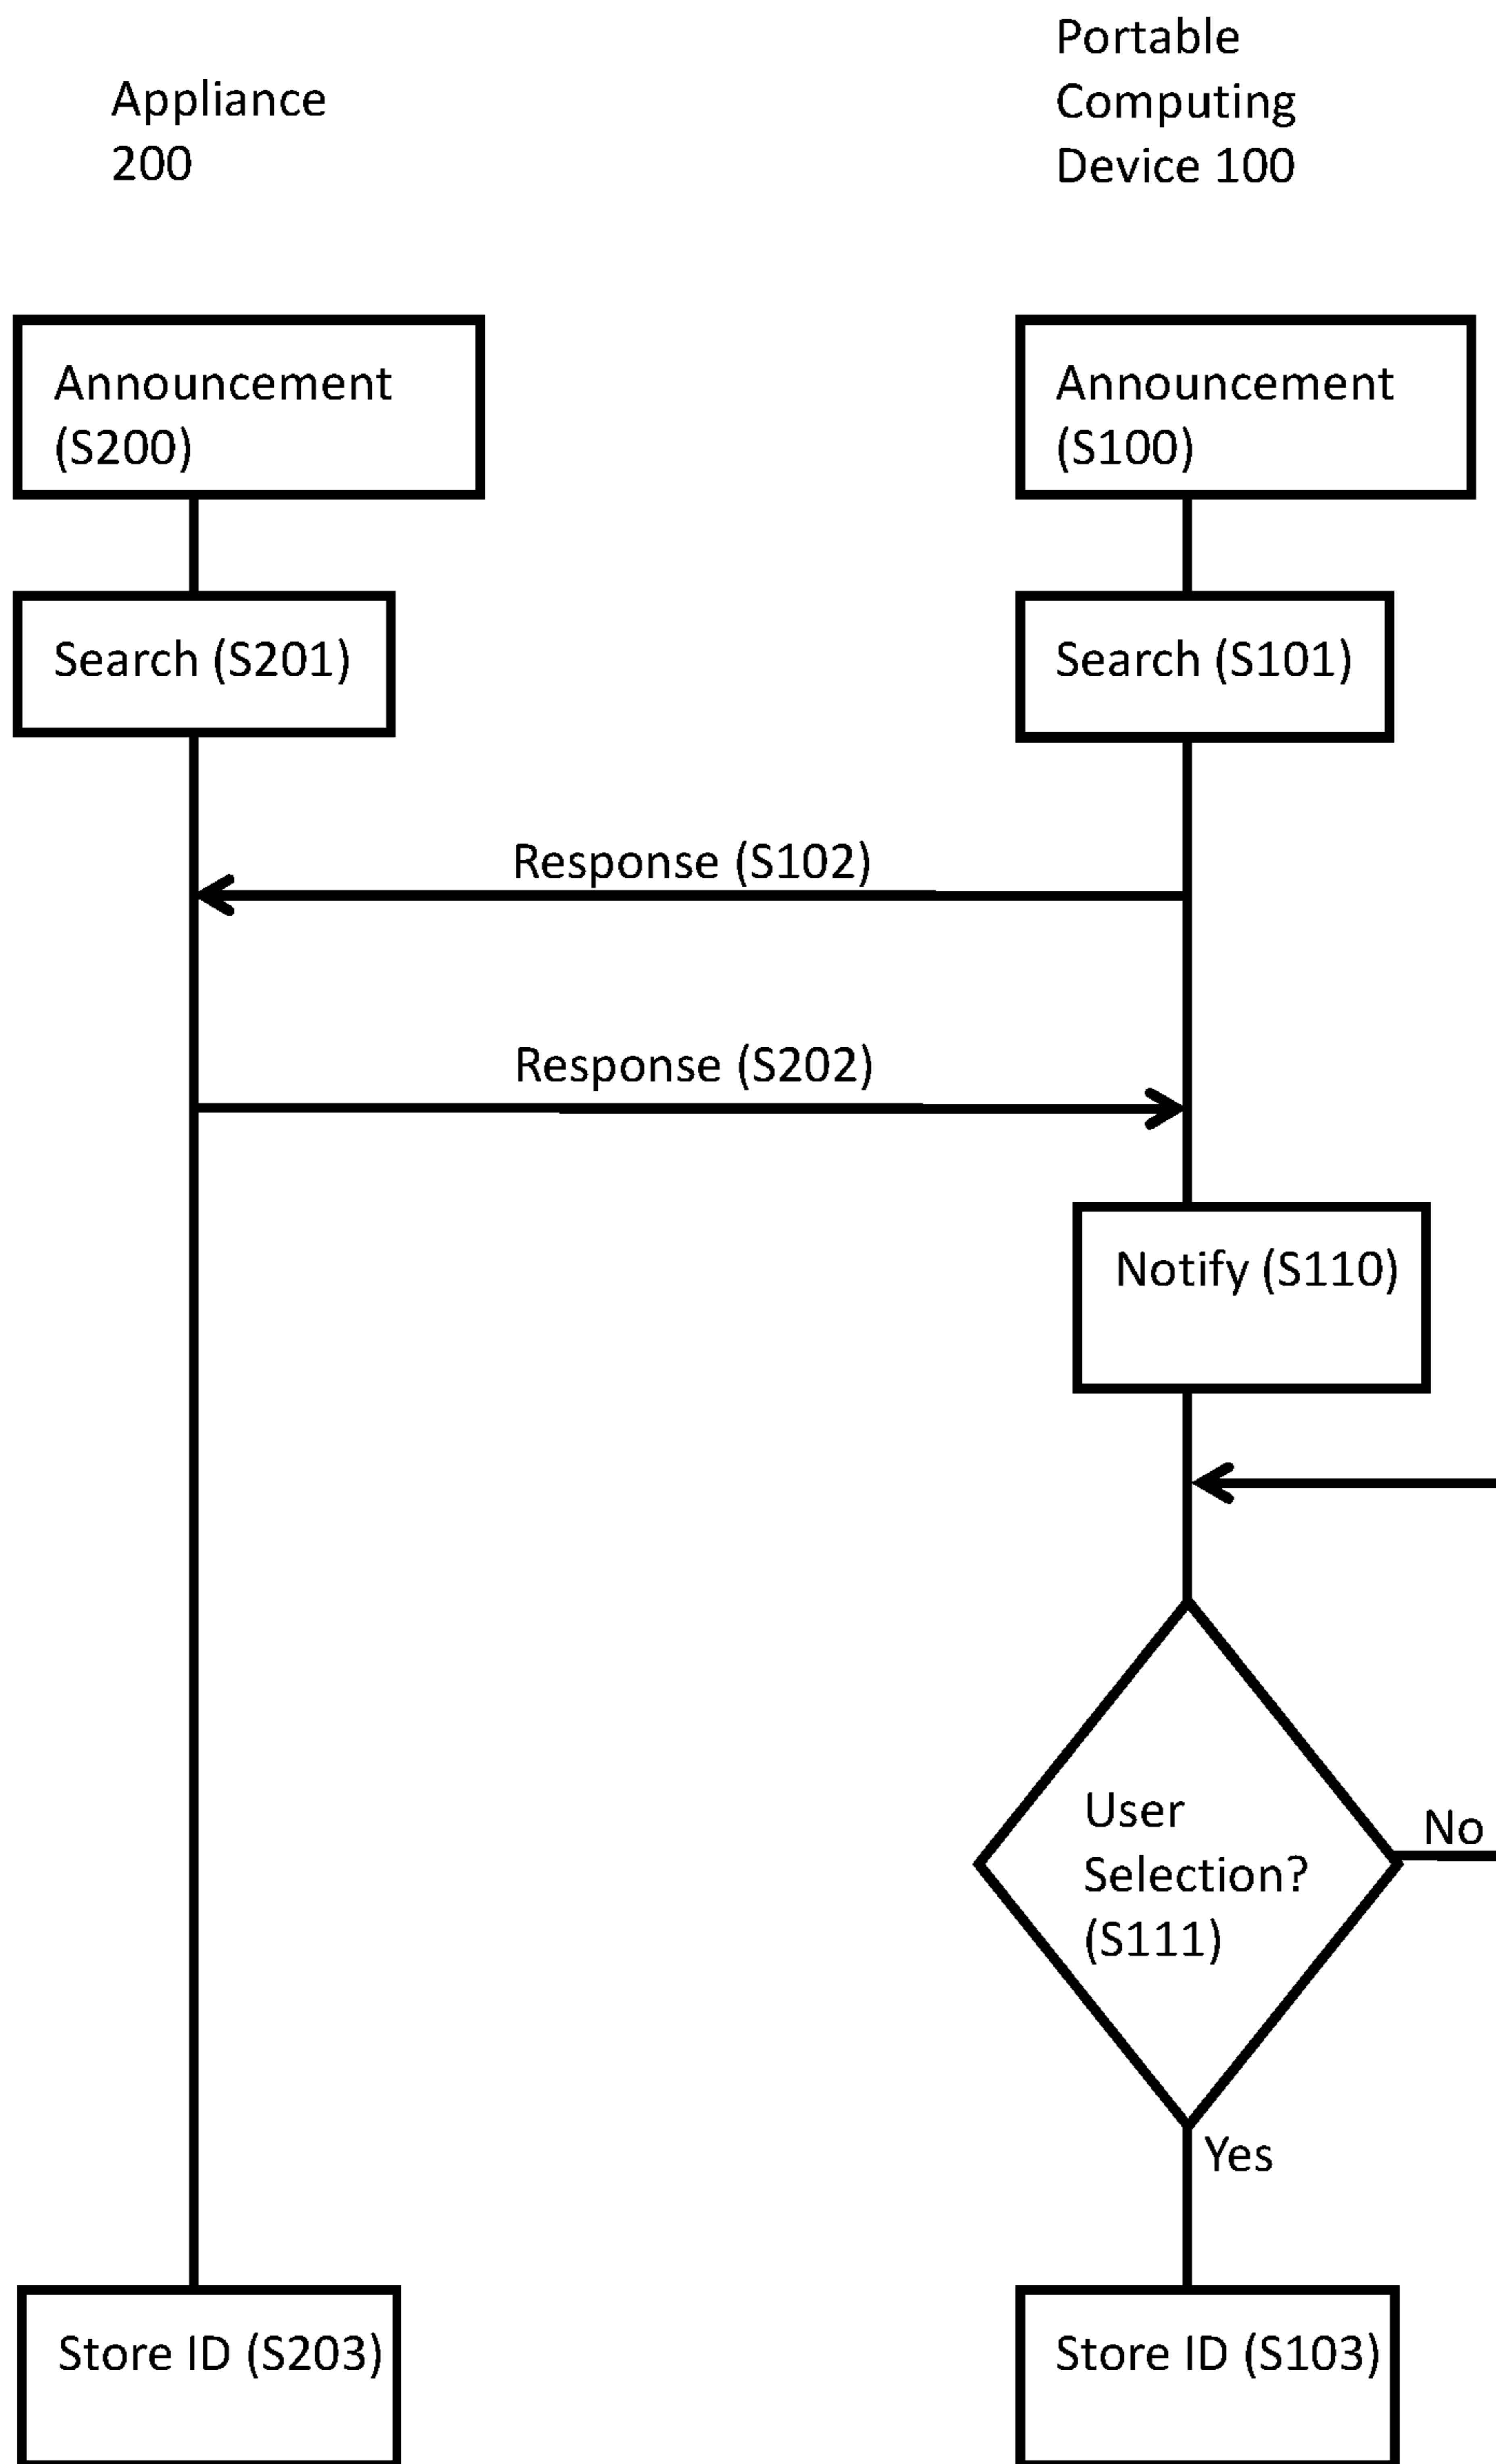 Appliance
200
Portable
Computing
Device 100
Announcement
(S200)
Announcement
(S100)
Search (S201)
Search (S101)
Response (S102)
Response (S202)
Notify (S110)
User
Selection?
(S111)
No
Yes
Store ID (S203)
Store ID (S103)